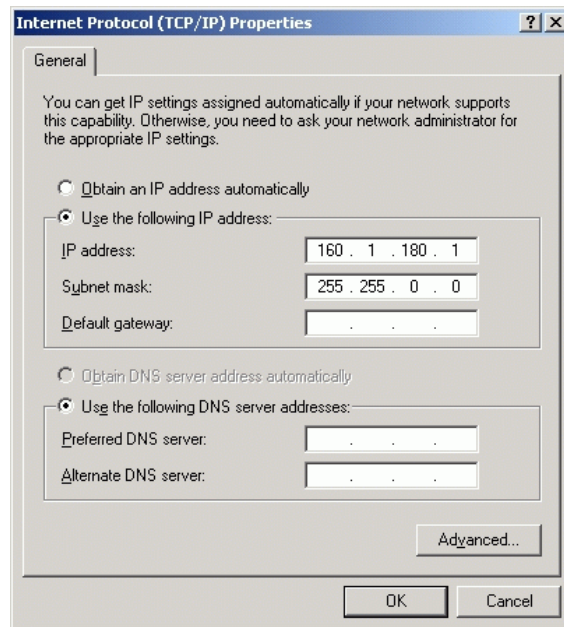 Internet Protocol (TCP/IP) Properties
General
You can get IP settings assigned automatically if your network supports
this capability. Otherwise, you need to ask your network administrator for
the appropriate IP settings.
Obtain an IP address automatically
Use the following IP address:
IP address: 160 . 1 . 180 . 1
Subnet mask: 255 . 255 . 0 . 0
Default gateway: . . .
Obtain DNS server address automatically
Use the following DNS server addresses:
Preferred DNS server: . . .
Alternate DNS server: . . .
Advanced...
OK Cancel